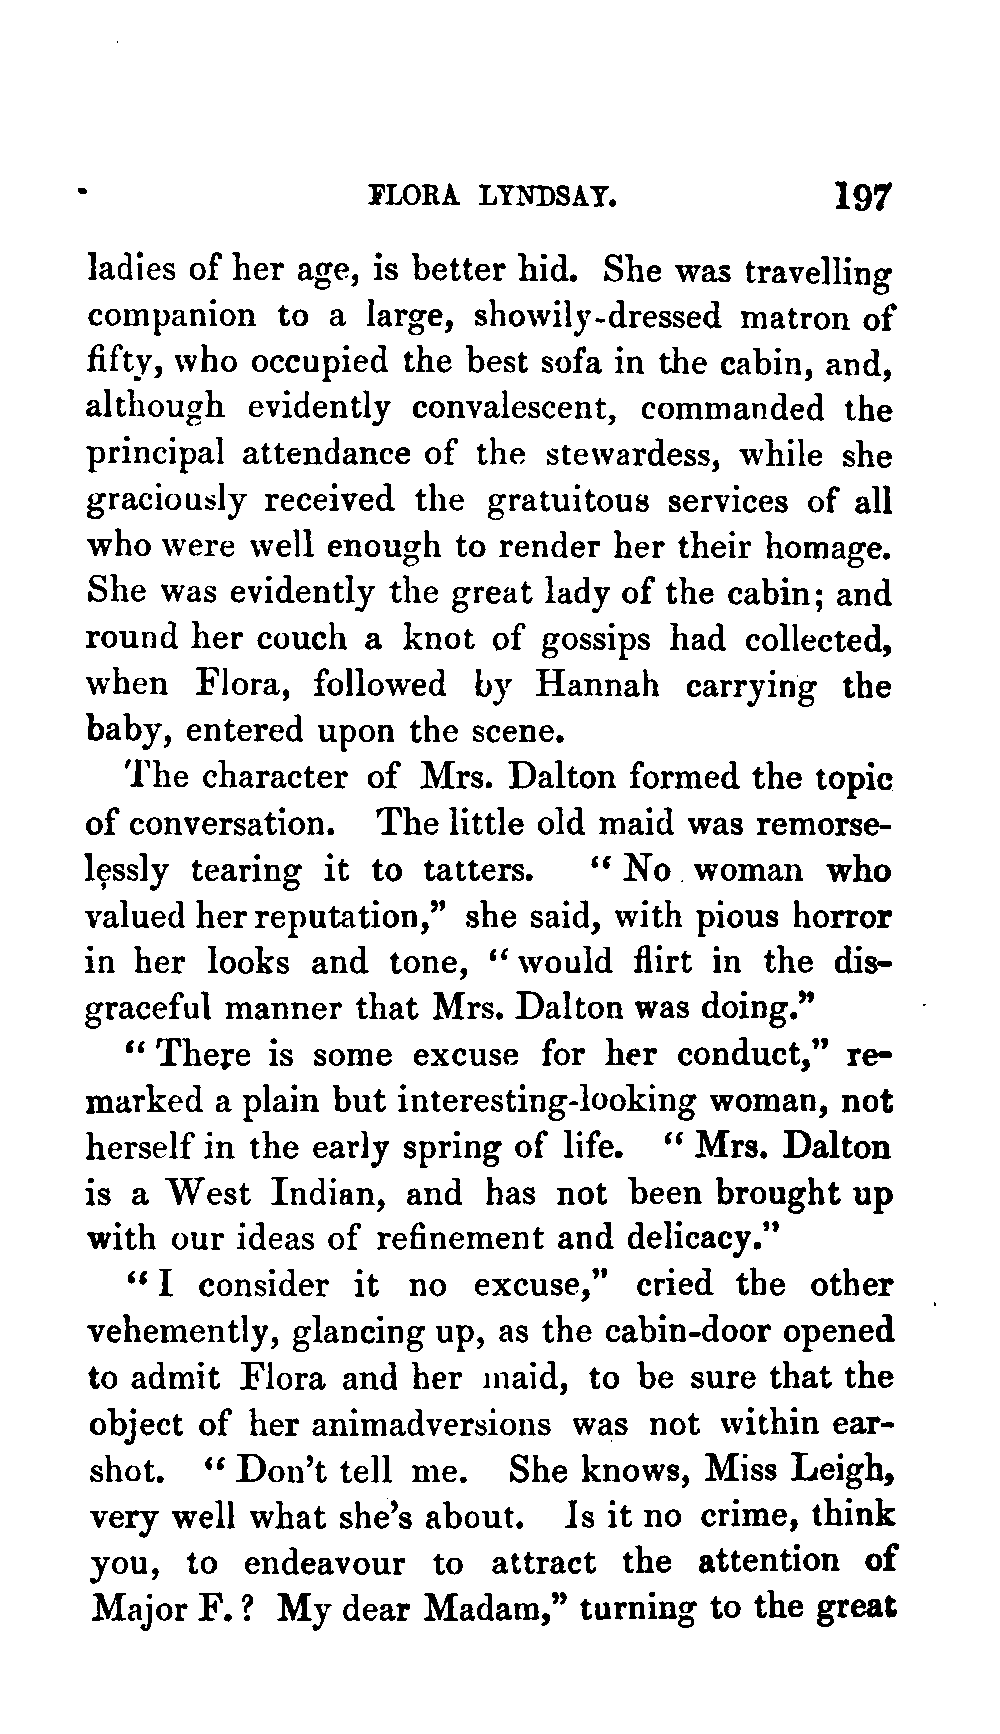 FLORA LYNDSAY. 197
ladies of her age, is better hid. She was travelling
companion to a large, showily-dressed matron of
fifty, who occupied the best sofa in the cabin, and,
although evidently convalescent, commanded the
principal attendance of the stewardess, while she
graciously received the gratuitous services of all
who were well enough to render her their homage.
She was evidently the great lady of the cabin; and
round her couch a knot of gossips had collected,
when Flora, followed by Hannah carrying the
baby, entered upon the scene.
The character of Mrs. Dalton formed the topic
of conversation. The little old maid was remorse-
lessly tearing it to tatters. “No woman who
valued her reputation,” she said, with pious horror
in her looks and tone, “would flirt in the dis-
graceful manner that Mrs. Dalton was doing.”
“There is some excuse for her conduct,” re-
marked a plain but interesting-looking woman, not
herself in the early spring of life. “Mrs. Dalton
is a West Indian, and has not been brought up
with our ideas of refinement and delicacy.”
“I consider it no excuse,” cried the other
vehemently, glancing up, as the cabin-door opened
to admit Flora and her maid, to be sure that the
object of her animadversions was not within ear-
shot. “Don't tell me. She knows, Miss Leigh,
very well what she's about. Is it no crime, think
you, to endeavour to attract the attention of
Major F.? My dear Madam,” turning to the great